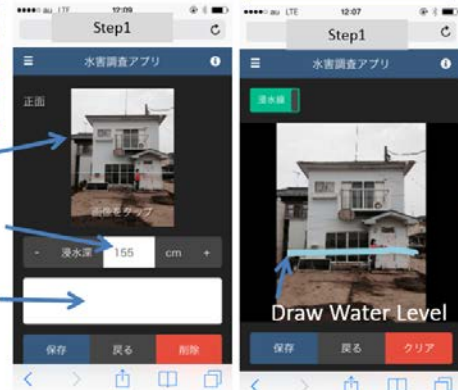 ●●●●○ au LTE 12:09
Step1
水害調査アプリ
正面
画像をタップ
- 浸水深 155 cm +
保存 戻る 削除
●●●●○ au LTE 12:07
Step1
水害調査アプリ
浸水線
Draw Water Level
保存 戻る クリア